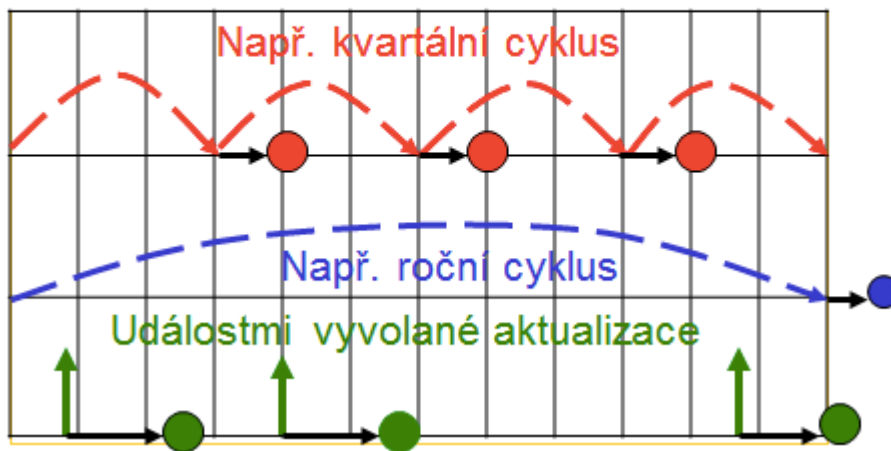 Např. kvartální cyklus
Např. roční cyklus
Událostmi vyvolané aktualizace